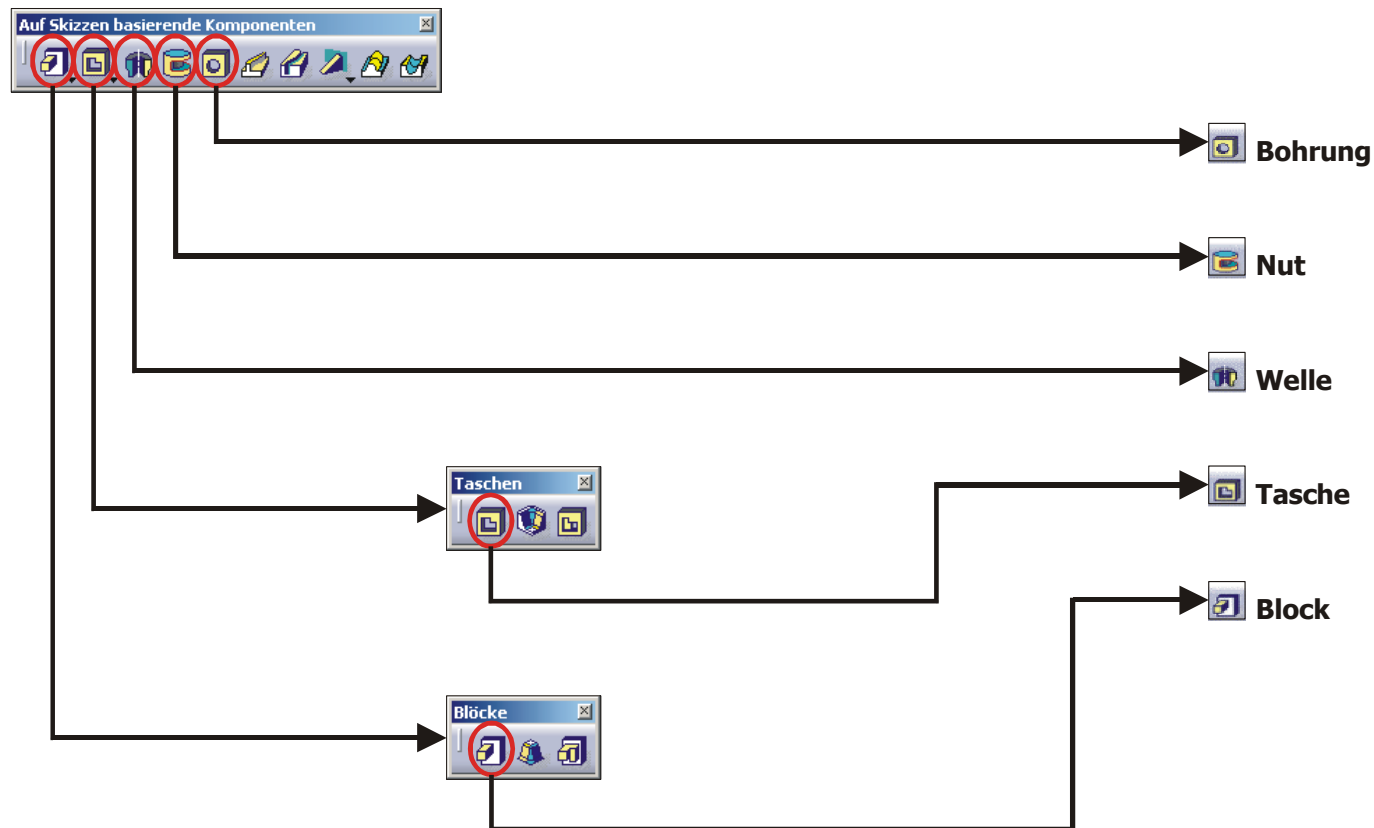 Auf Skizzen basierende Komponenten
Bohrung
Nut
Welle
Taschen
Tasche
Block
Blöcke